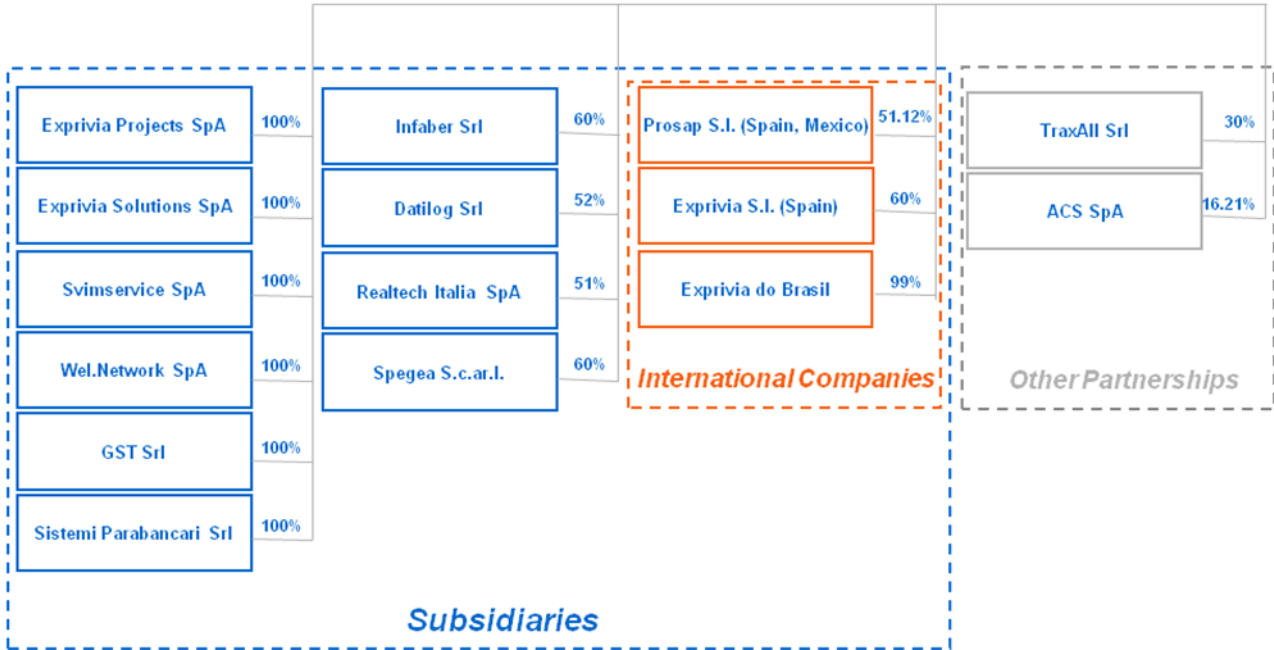 Exprivia Projects SpA
100%
Exprivia Solutions SpA
100%
Svimservice SpA
100%
Wel.Network SpA
100%
GST Srl
100%
Sistemi Parabancari Srl
100%
Infaber Srl
60%
Datilog Srl
52%
Realtech Italia SpA
51%
Spegea S.c.ar.l.
60%
Prosap S.l. (Spain, Mexico)
51.12%
Exprivia S.l. (Spain)
60%
Exprivia do Brasil
99%
International Companies
TraxAll Srl
30%
ACS SpA
16.21%
Other Partnerships
Subsidiaries